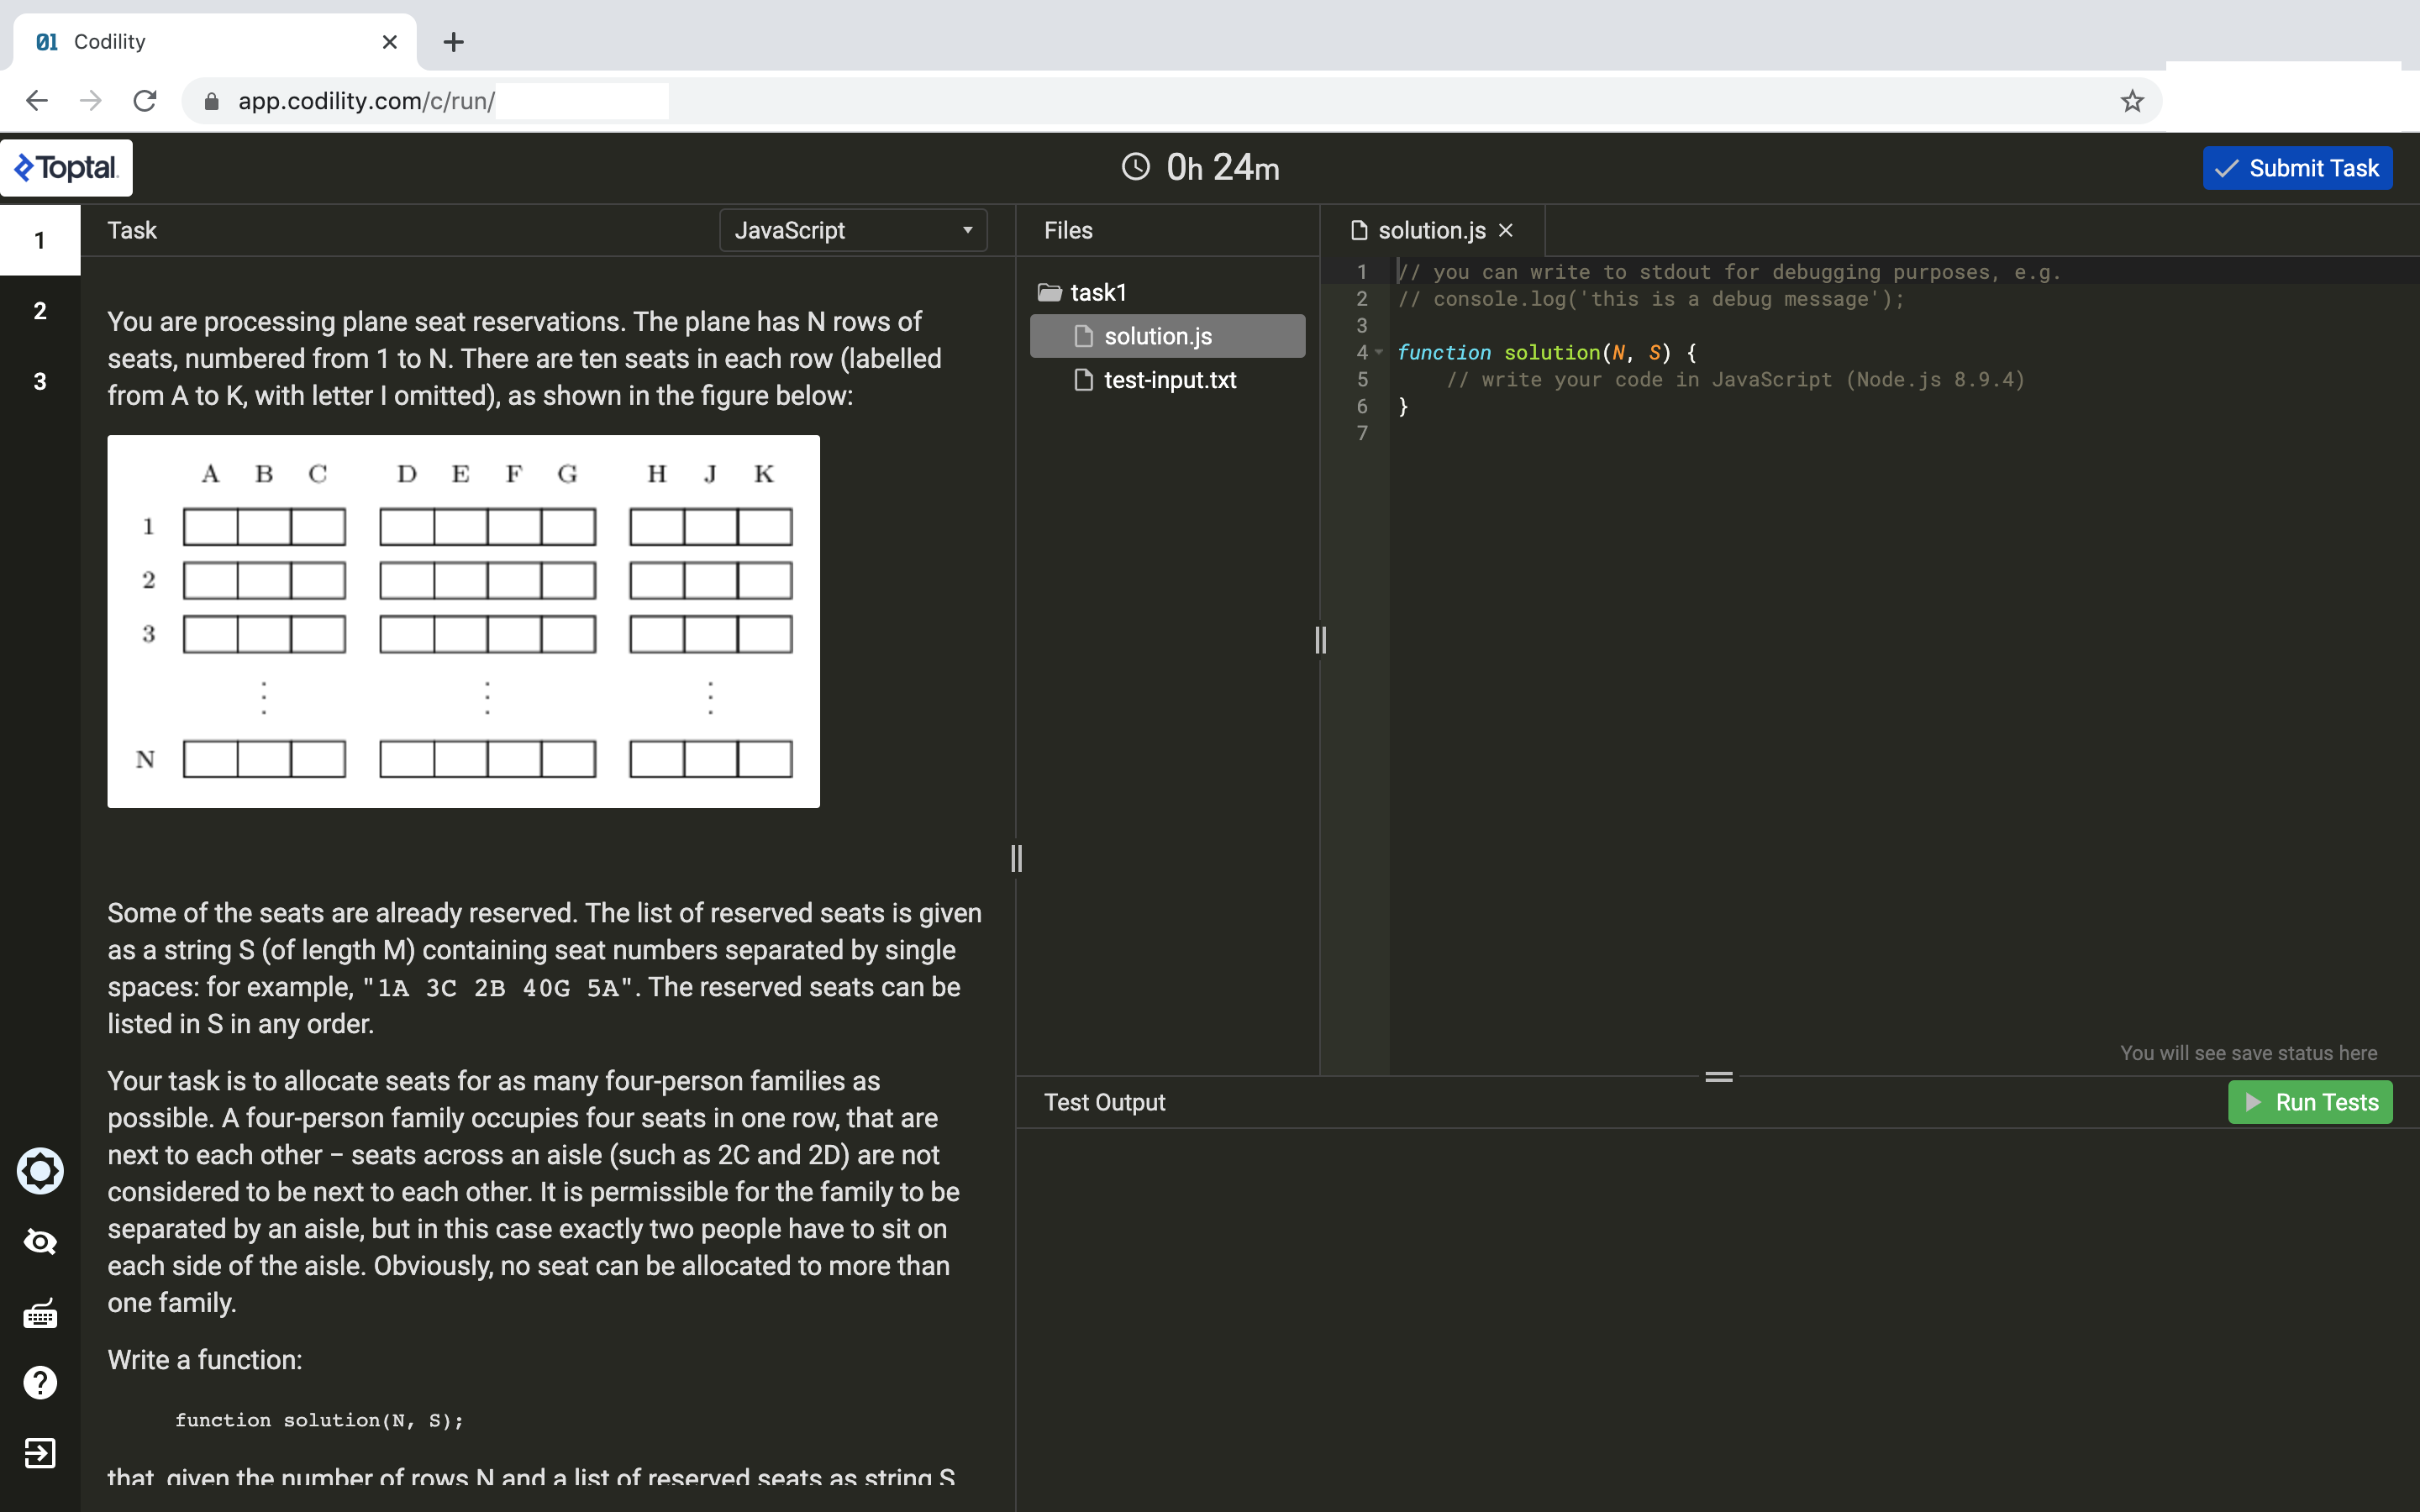 Codility
app.codility.com/c/run/
Toptal
0h 24m
Submit Task
1
2
3
Task
JavaScript
You are processing plane seat reservations. The plane has N rows of
seats, numbered from 1 to N. There are ten seats in each row (labelled
from A to K, with letter I omitted), as shown in the figure below:
A B C D E F G H J K
1
2
3
N
Some of the seats are already reserved. The list of reserved seats is given
as a string S (of length M) containing seat numbers separated by single
spaces: for example, "1A 3C 2B 40G 5A". The reserved seats can be
listed in S in any order.
Your task is to allocate seats for as many four-person families as
possible. A four-person family occupies four seats in one row, that are
next to each other – seats across an aisle (such as 2C and 2D) are not
considered to be next to each other. It is permissible for the family to be
separated by an aisle, but in this case exactly two people have to sit on
each side of the aisle. Obviously, no seat can be allocated to more than
one family.
Write a function:
function solution(N, S);
that, given the number of rows N and a list of reserved seats as string S
Files
task1
solution.js
test-input.txt
solution.js
1 // you can write to stdout for debugging purposes, e.g.
2 // console.log('this is a debug message');
3
4 function solution(N, S) {
5 // write your code in JavaScript (Node.js 8.9.4)
6 }
7
You will see save status here
Test Output
Run Tests